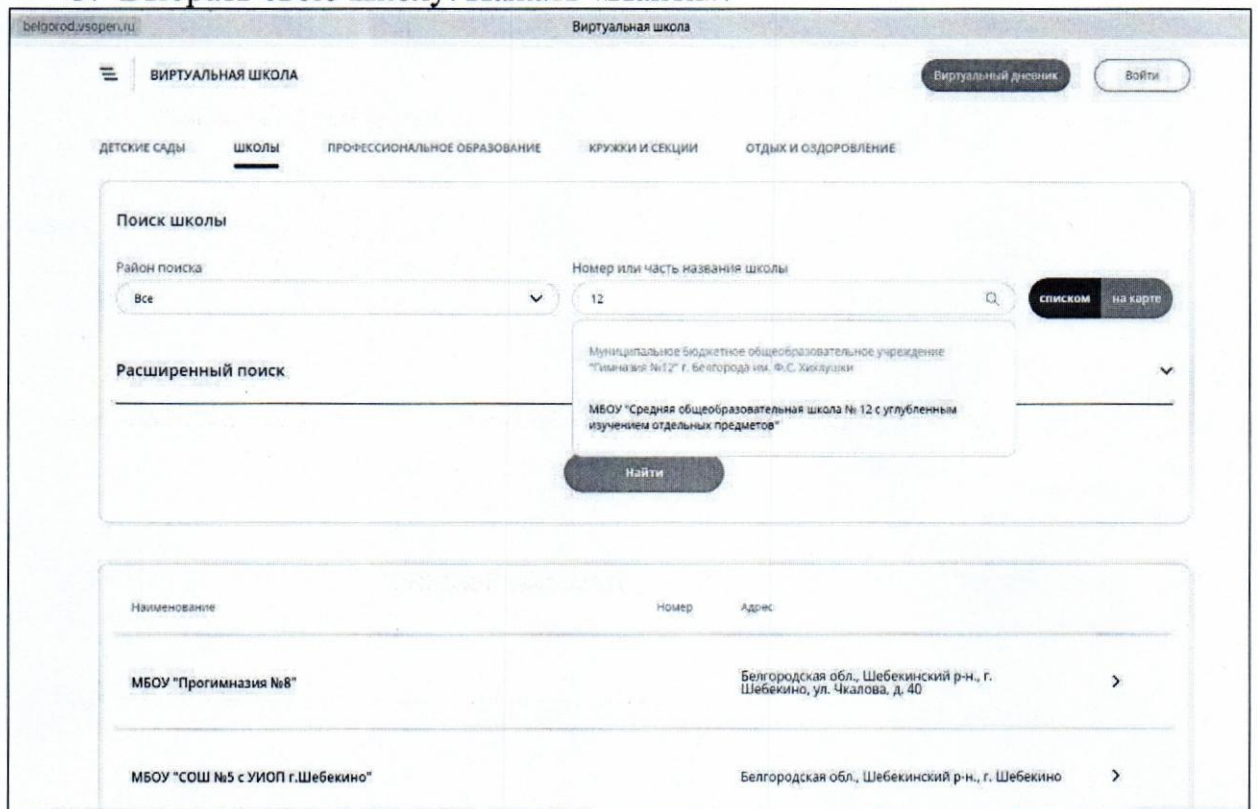 belgorod.vsopen.ru
Виртуальная школа
ВИРТУАЛЬНАЯ ШКОЛА
Виртуальный дневник
Войти
ДЕТСКИЕ САДЫ ШКОЛЫ ПРОФЕССИОНАЛЬНОЕ ОБРАЗОВАНИЕ КРУЖКИ И СЕКЦИИ ОТДЫХ И ОЗДОРОВЛЕНИЕ
Поиск школы
Район поиска Номер или часть названия школы
Все 12 списком на карте
Муниципальное бюджетное общеобразовательное учреждение
"Гимназия №12" г. Белгорода им. Ф.С. Хихлушки
Расширенный поиск
МБОУ "Средняя общеобразовательная школа № 12 с углубленным
изучением отдельных предметов"
Найти
Наименование Номер Адрес
МБОУ "Прогимназия №8"
Белгородская обл., Шебекинский р-н., г.
Шебекино, ул. Чкалова, д. 40
МБОУ "СОШ №5 с УИОП г.Шебекино" Белгородская обл., Шебекинский р-н., г. Шебекино